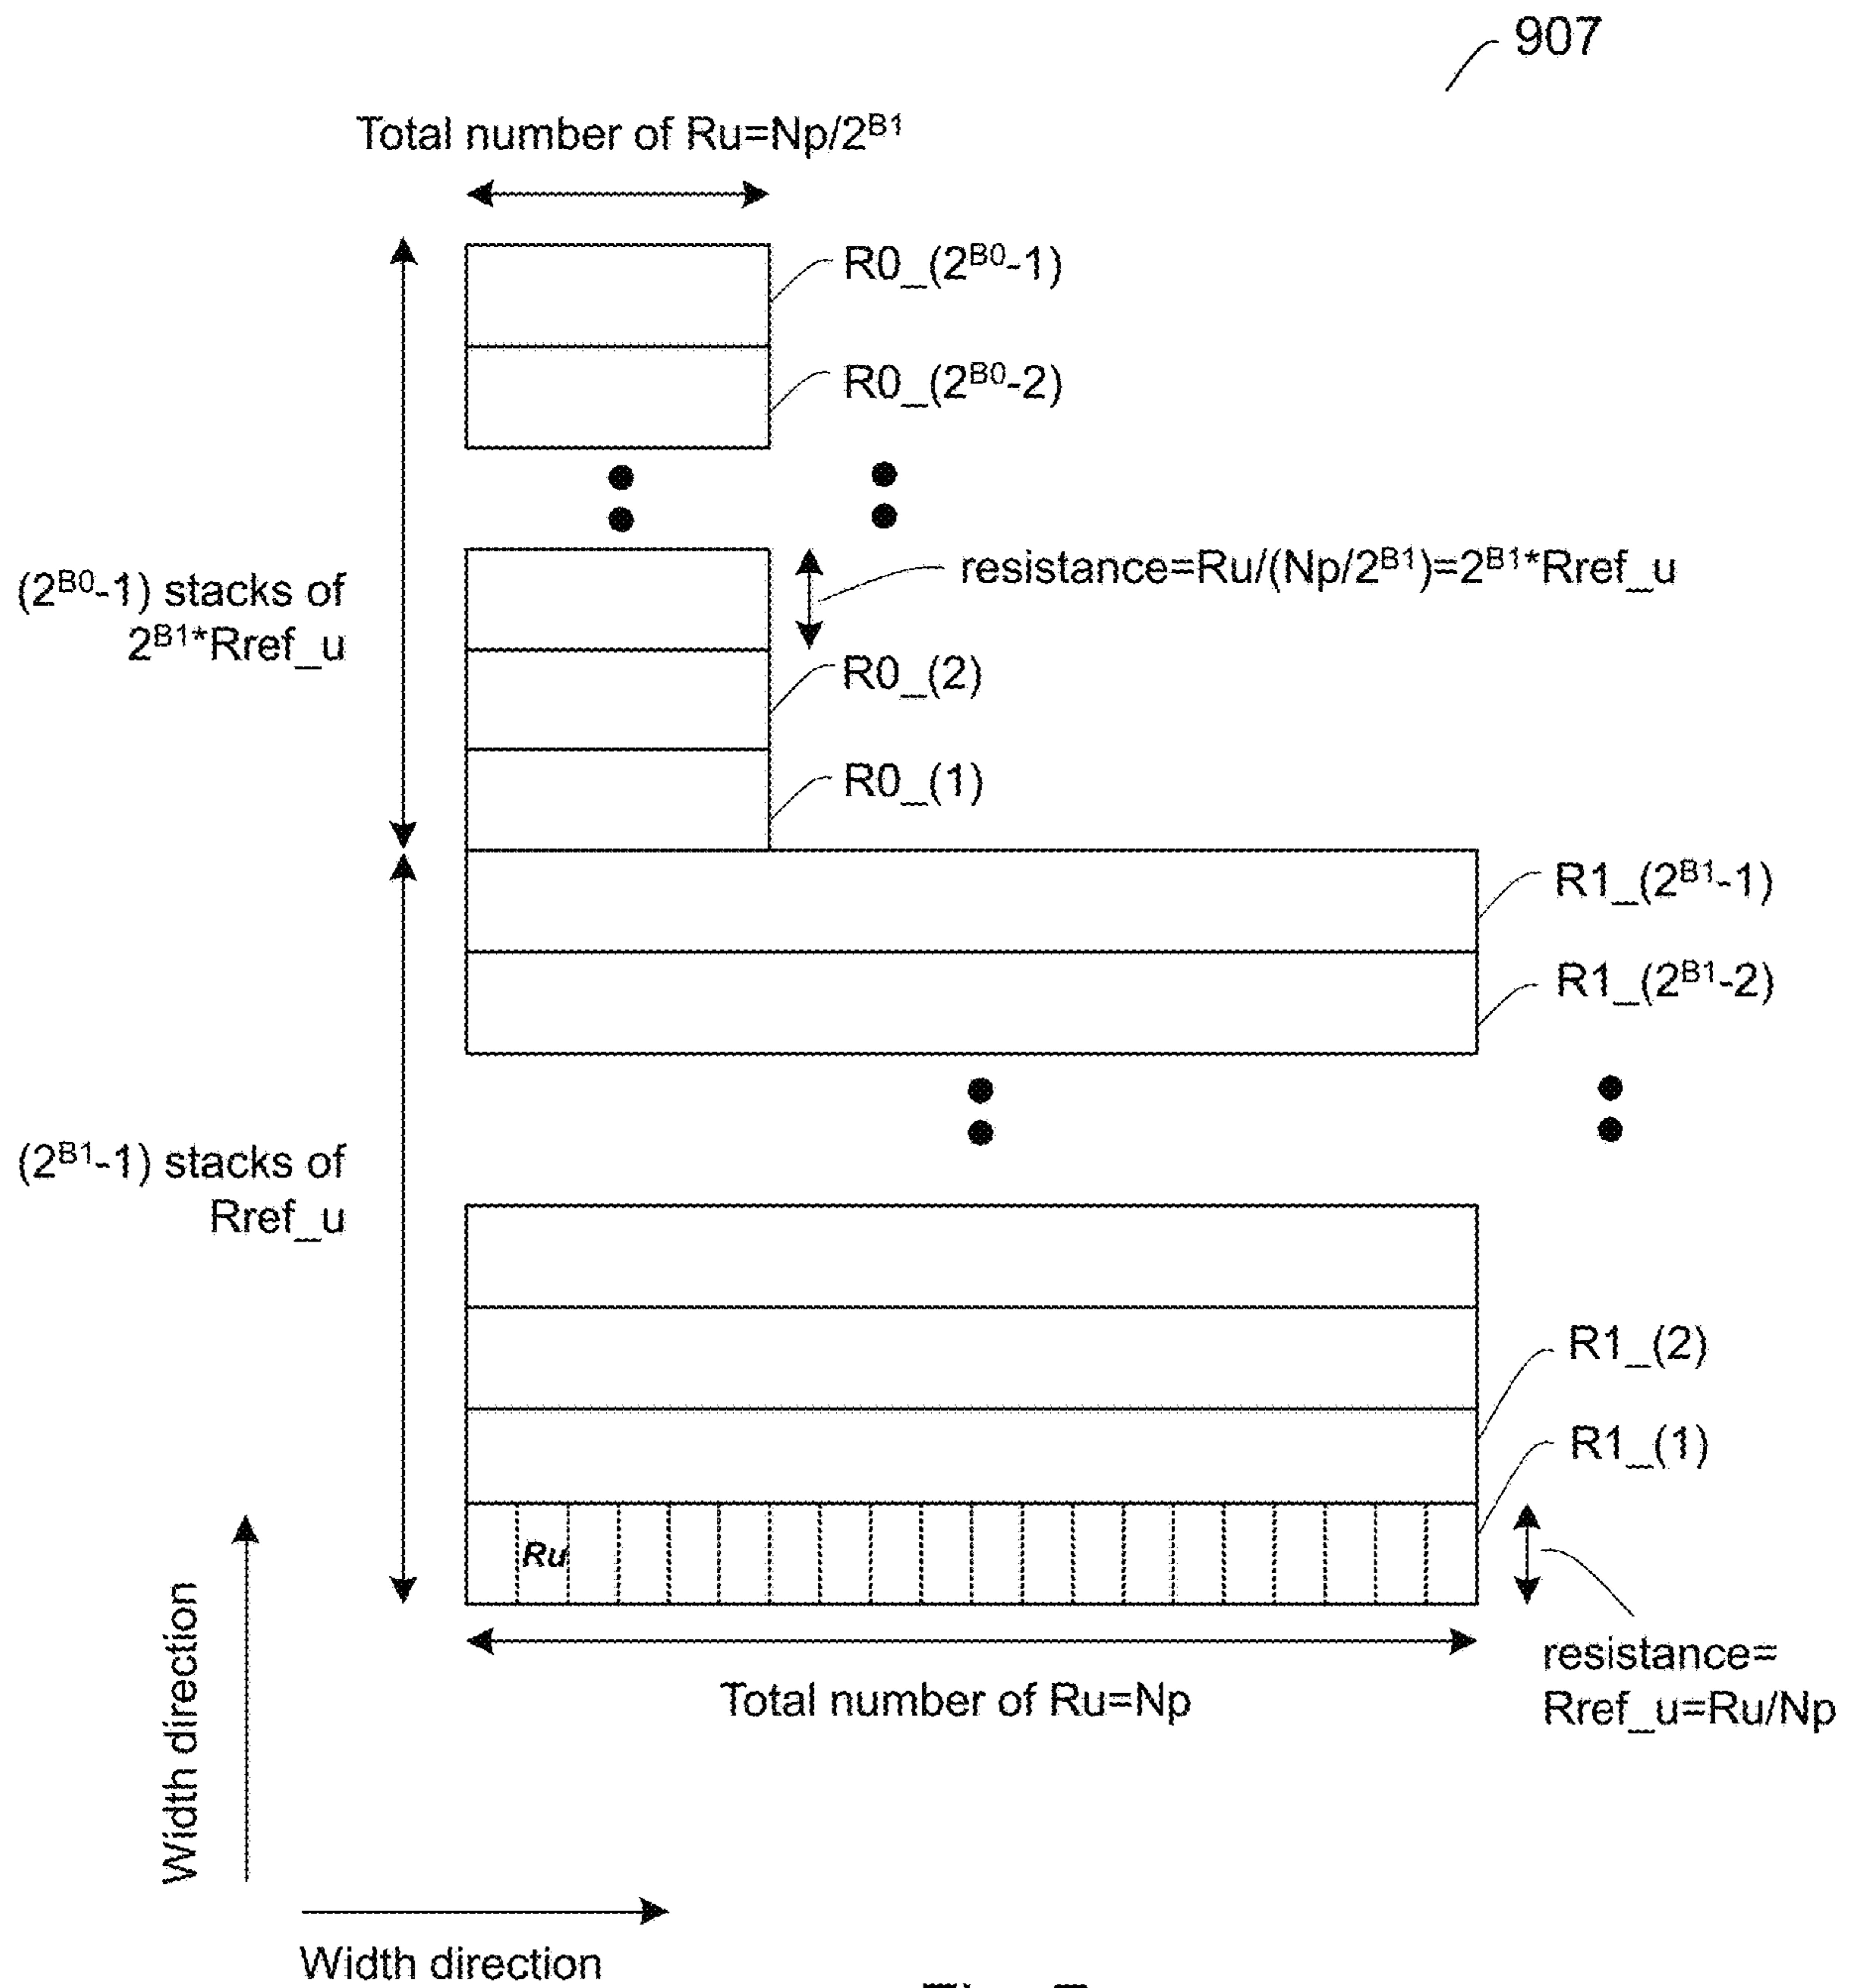 907
Total number of Ru=Np/2^B1
R0_(2^B0-1)
R0_(2^B0-2)
resistance=Ru/(Np/2^B1)=2^B1*Rref_u
(2^B0-1) stacks of
2^B1*Rref_u
R0_(2)
R0_(1)
R1_(2^B1-1)
R1_(2^B1-2)
(2^B1-1) stacks of
Rref_u
R1_(2)
R1_(1)
Ru
resistance=
Rref_u=Ru/Np
Total number of Ru=Np
Width direction
Width direction